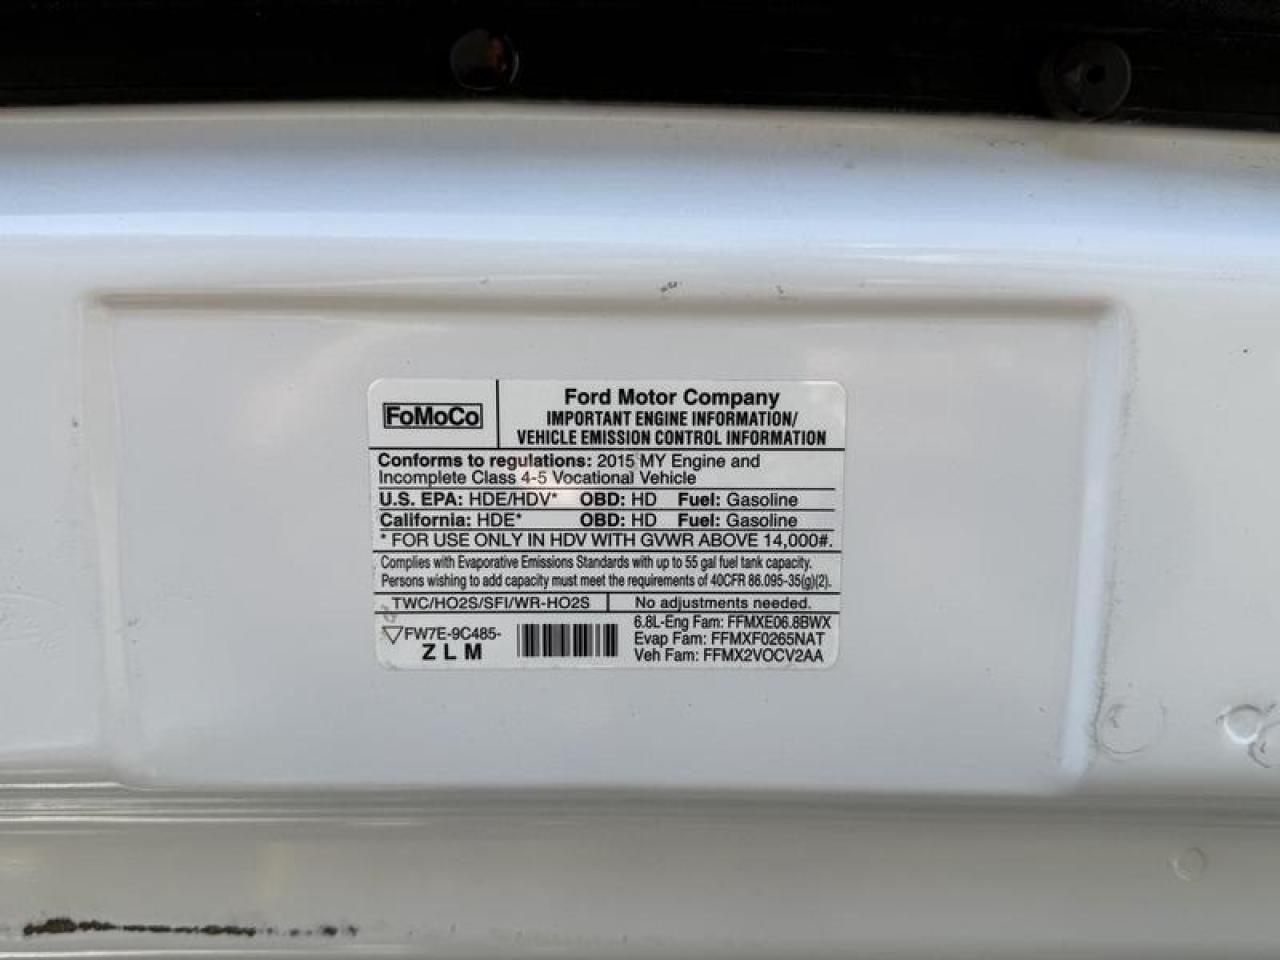 FoMoCo
Ford Motor Company
IMPORTANT ENGINE INFORMATION/
VEHICLE EMISSION CONTROL INFORMATION
Conforms to regulations: 2015 MY Engine and
Incomplete Class 4-5 Vocational Vehicle
U.S. EPA: HDE/HDV* OBD: HD Fuel: Gasoline
California: HDE* OBD: HD Fuel: Gasoline
* FOR USE ONLY IN HDV WITH GVWR ABOVE 14,000#.
Complies with Evaporative Emissions Standards with up to 55 gal fuel tank capacity.
Persons wishing to add capacity must meet the requirements of 40CFR 86.095-35(g)(2).
TWC/HO2S/SFI/WR-HO2S
No adjustments needed.
FW7E-9C485-
Z L M
6.8L-Eng Fam: FFMXE06.8BWX
Evap Fam: FFMXF0265NAT
Veh Fam: FFMX2VOCV2AA